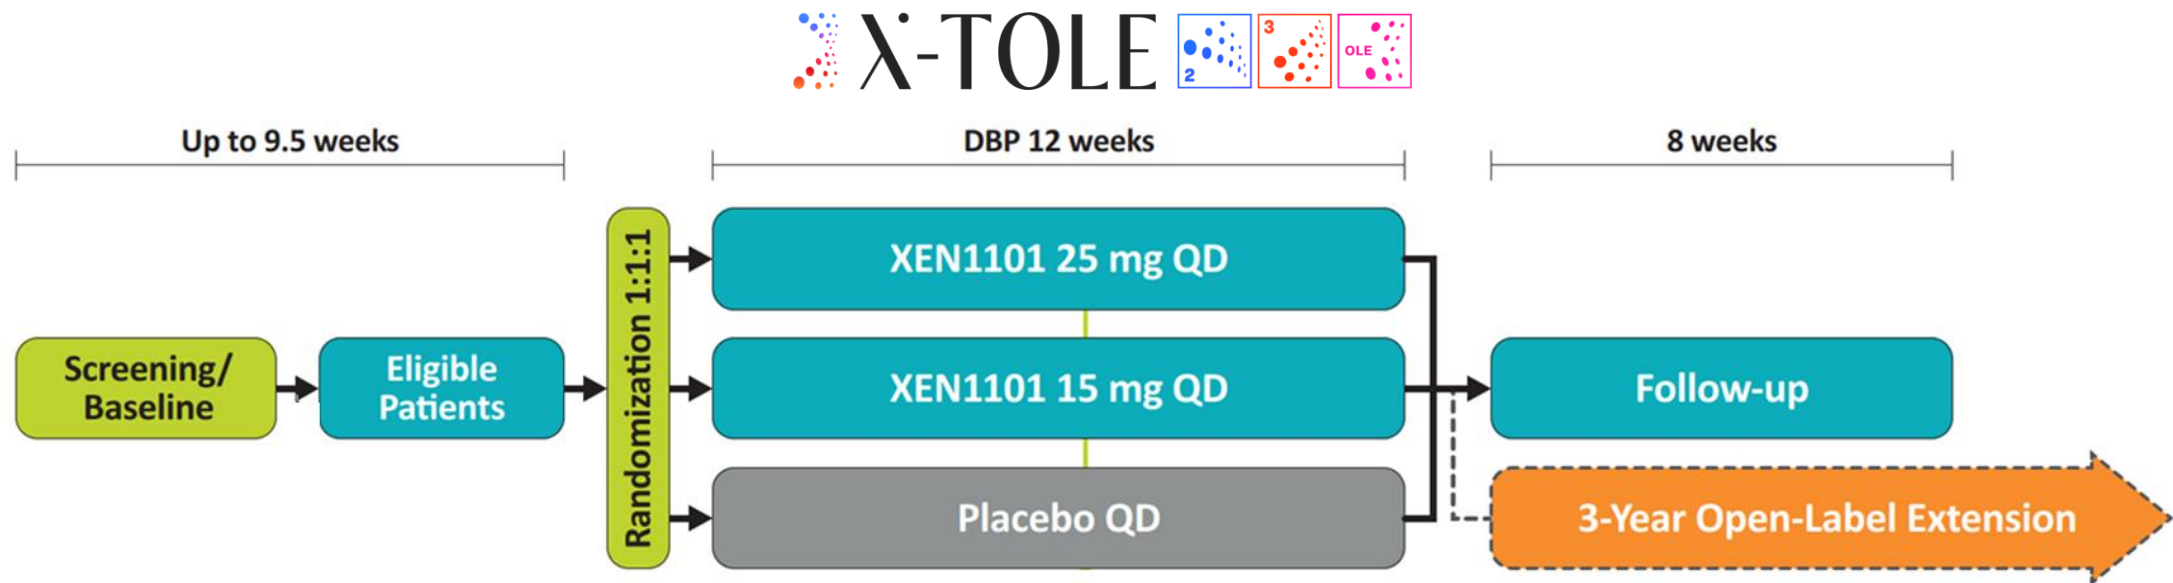 X-TOLE
2
3
OLE
Up to 9.5 weeks
DBP 12 weeks
8 weeks
Screening/
Baseline
Eligible
Patients
Randomization 1:1:1
XEN1101 25 mg QD
XEN1101 15 mg QD
Placebo QD
Follow-up
3-Year Open-Label Extension